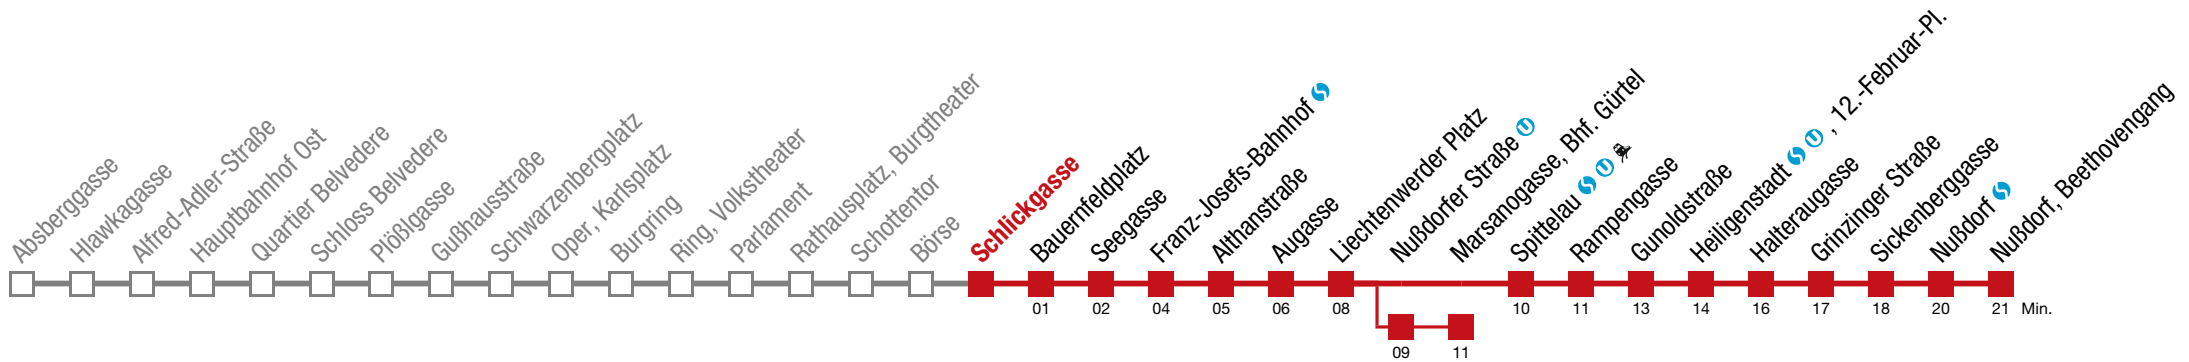 Absberggasse
Hlawkagasse
Alfred-Adler-Straße
Hauptbahnhof Ost
Quartier Belvedere
Schloss Belvedere
Plößlgasse
Gußhausstraße
Schwarzenbergplatz
Oper, Karlsplatz
Burgring
Ring, Volkstheater
Parlament
Rathausplatz, Burgtheater
Schottentor
Börse
Schlickgasse
Bauernfeldplatz
Seegasse
Franz-Josefs-Bahnhof S
Althanstraße
Augasse
Liechtenwerder Platz
Nußdorfer Straße U
Marsanogasse, Bhf. Gürtel
Spittelau S U
Rampengasse
Gunoldstraße
Heiligenstadt S U , 12.-Februar-Pl.
Halteraugasse
Grinzinger Straße
Sickenberggasse
Nußdorf S
Nußdorf, Beethovengang
01 02 04 05 06 08 10 11 13 14 16 17 18 20 21 Min.
09 11